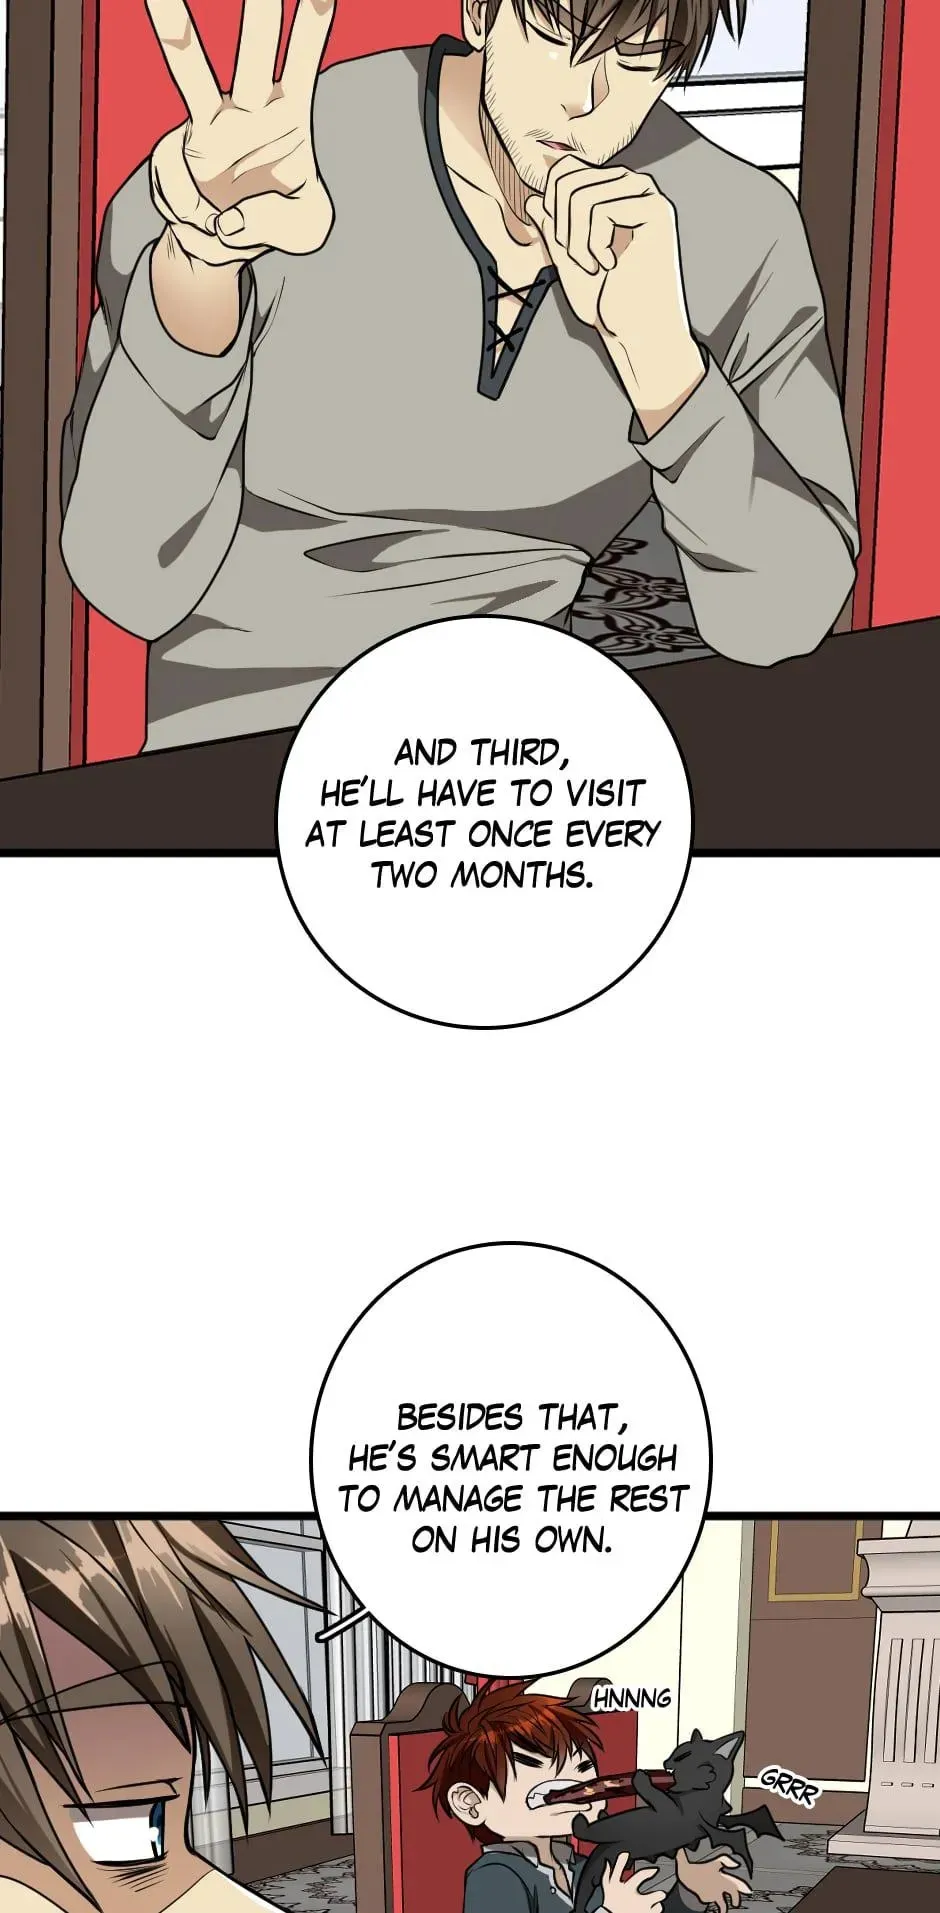 AND THIRD,
HE'LL HAVE TO VISIT
AT LEAST ONCE EVERY
TWO MONTHS.
BESIDES THAT,
HE'S SMART ENOUGH
TO MANAGE THE REST
ON HIS OWN.
HNNNG
GRRR